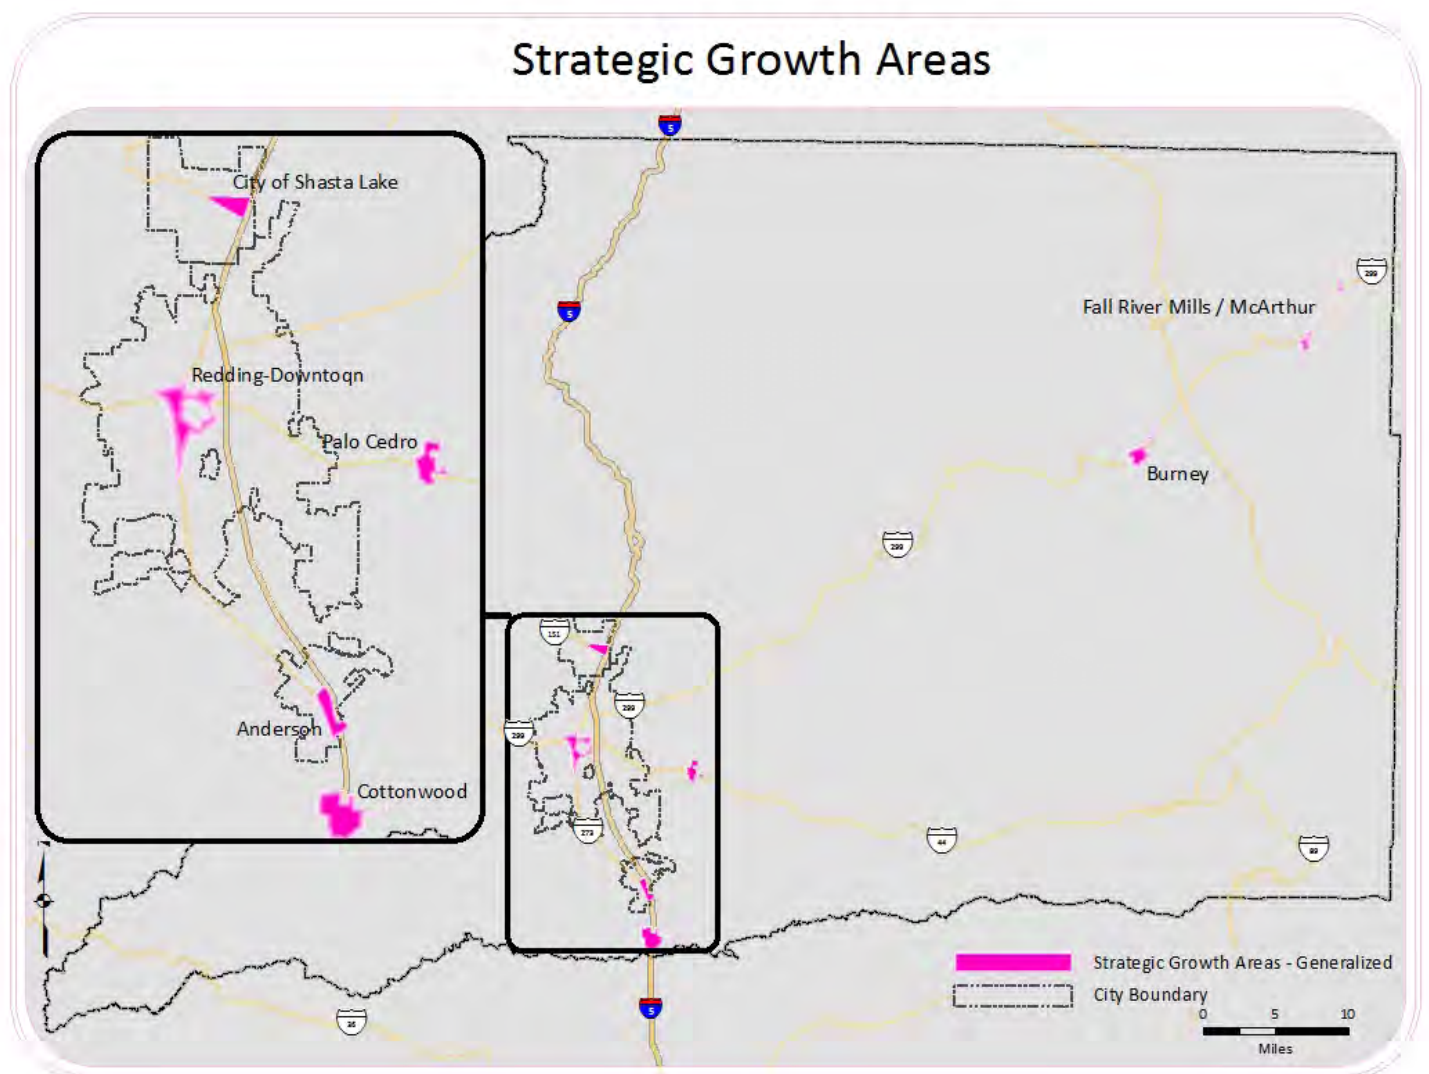 Strategic Growth Areas
5
City of Shasta Lake
299
Fall River Mills / McArthur
5
Redding-Downtoqn
Palo Cedro
Burney
299
151
299
299
Anderson
Cottonwood
273
44
89
Strategic Growth Areas - Generalized
City Boundary
5
36
0 5 10
Miles